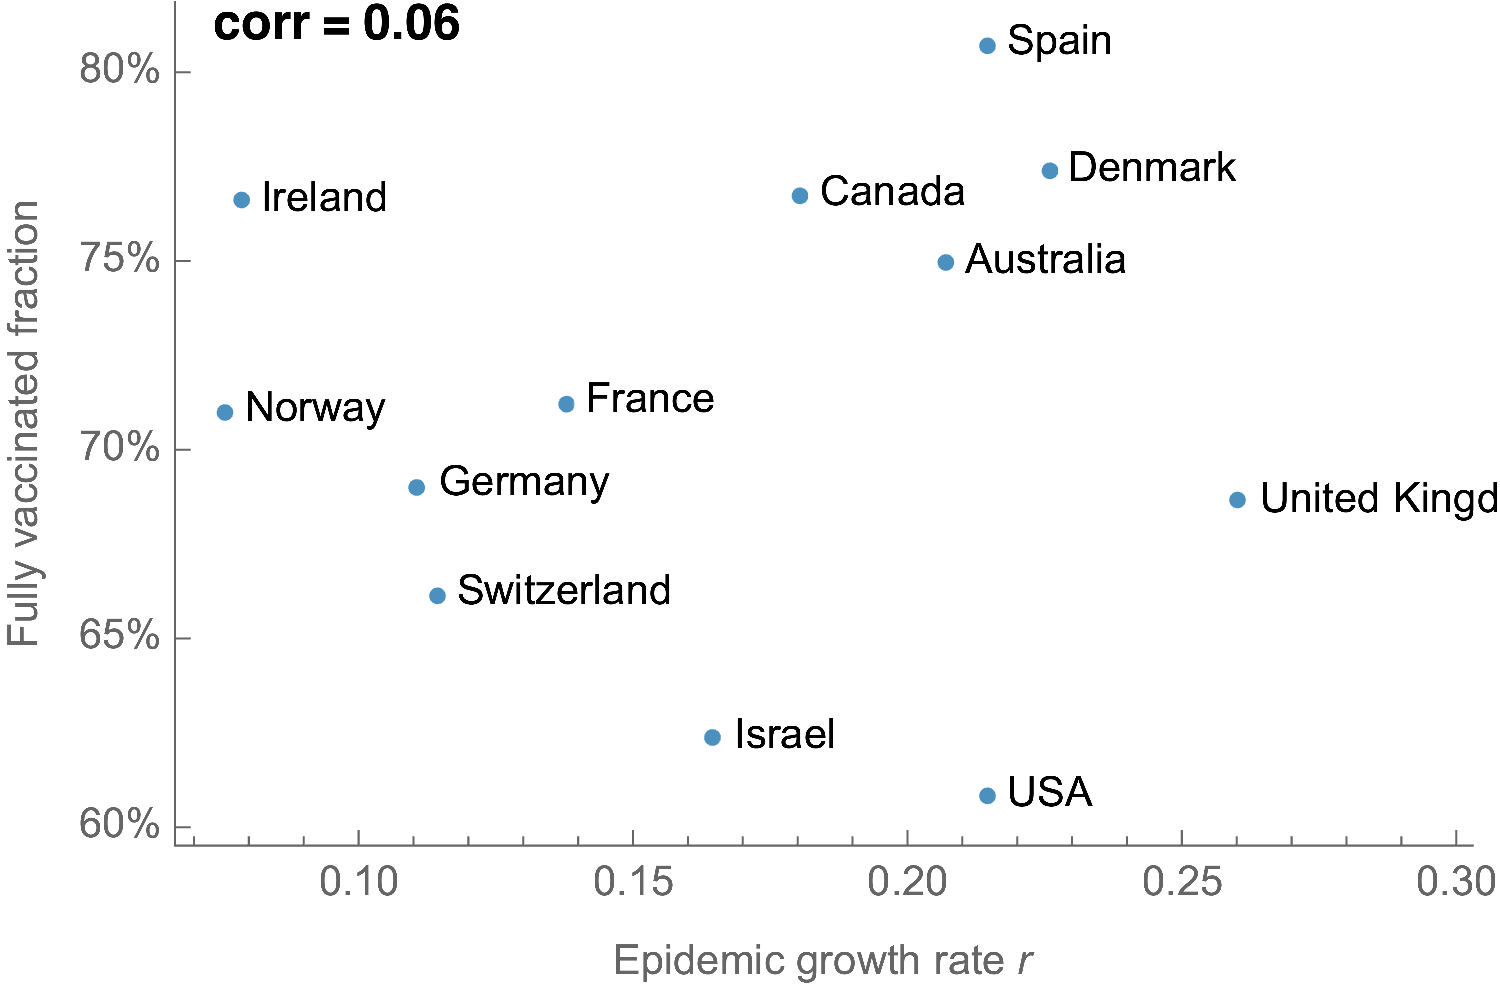 corr = 0.06
80%
75%
70%
65%
60%
Fully vaccinated fraction
Spain
Denmark
Ireland
Canada
Australia
Norway
France
Germany
United Kingd
Switzerland
Israel
USA
0.10
0.15
0.20
0.25
0.30
Epidemic growth rate r